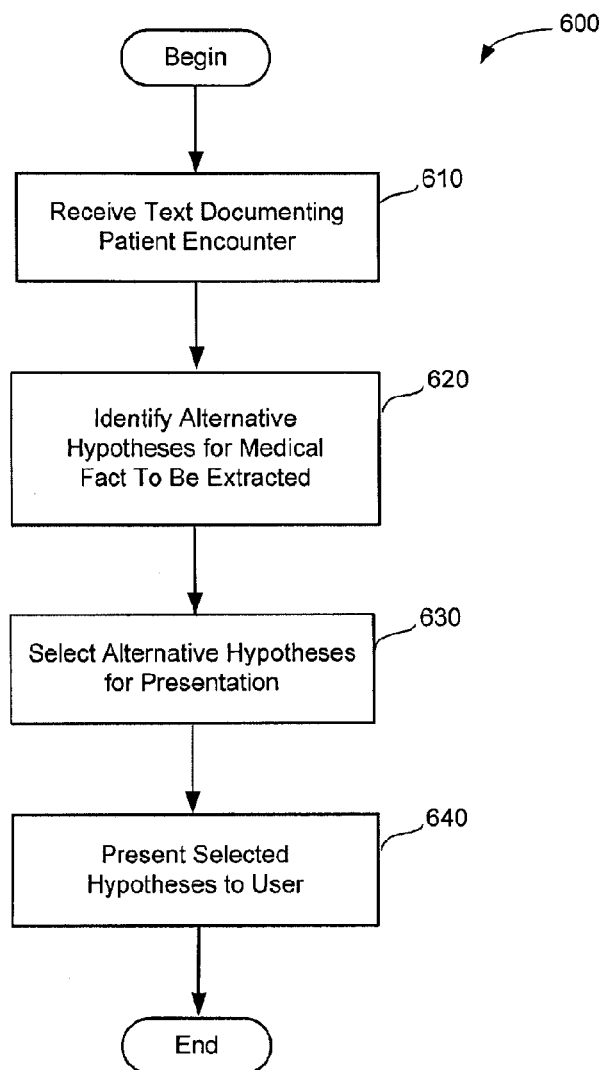 600
Begin
610
Receive Text Documenting
Patient Encounter
620
Identify Alternative
Hypotheses for Medical
Fact To Be Extracted
630
Select Alternative Hypotheses
for Presentation
640
Present Selected
Hypotheses to User
End